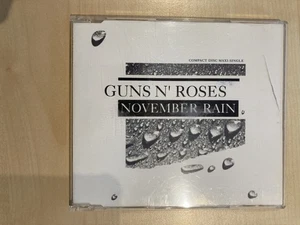 COMPACT DISC MAXI-SINGLE
GUNS N' ROSES
NOVEMBER RAIN